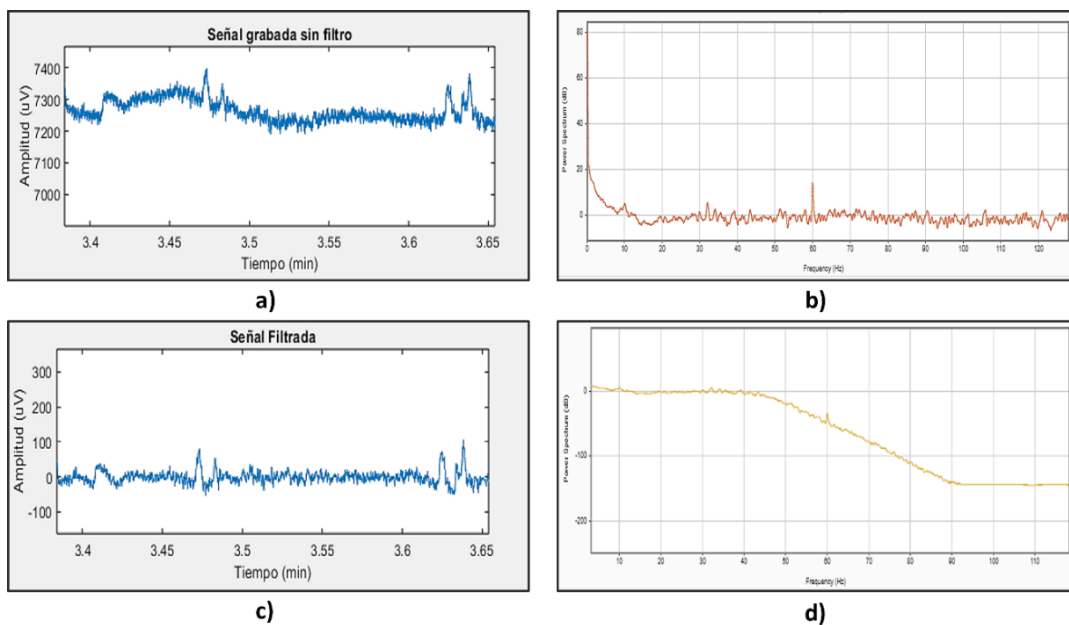 Señal grabada sin filtro
Amplitud (uV)
7400
7300
7200
7100
7000
3.4 3.45 3.5 3.55 3.6 3.65
Tiempo (min)
a)
Power Spectrum (dB)
80
60
40
20
0
0 10 20 30 40 50 60 70 80 90 100 110 120
Frequency (Hz)
b)
Señal Filtrada
Amplitud (uV)
300
200
100
0
-100
3.4 3.45 3.5 3.55 3.6 3.65
Tiempo (min)
c)
Power Spectrum (dB)
0
-100
-200
10 20 30 40 50 60 70 80 90 100 110
Frequency (Hz)
d)